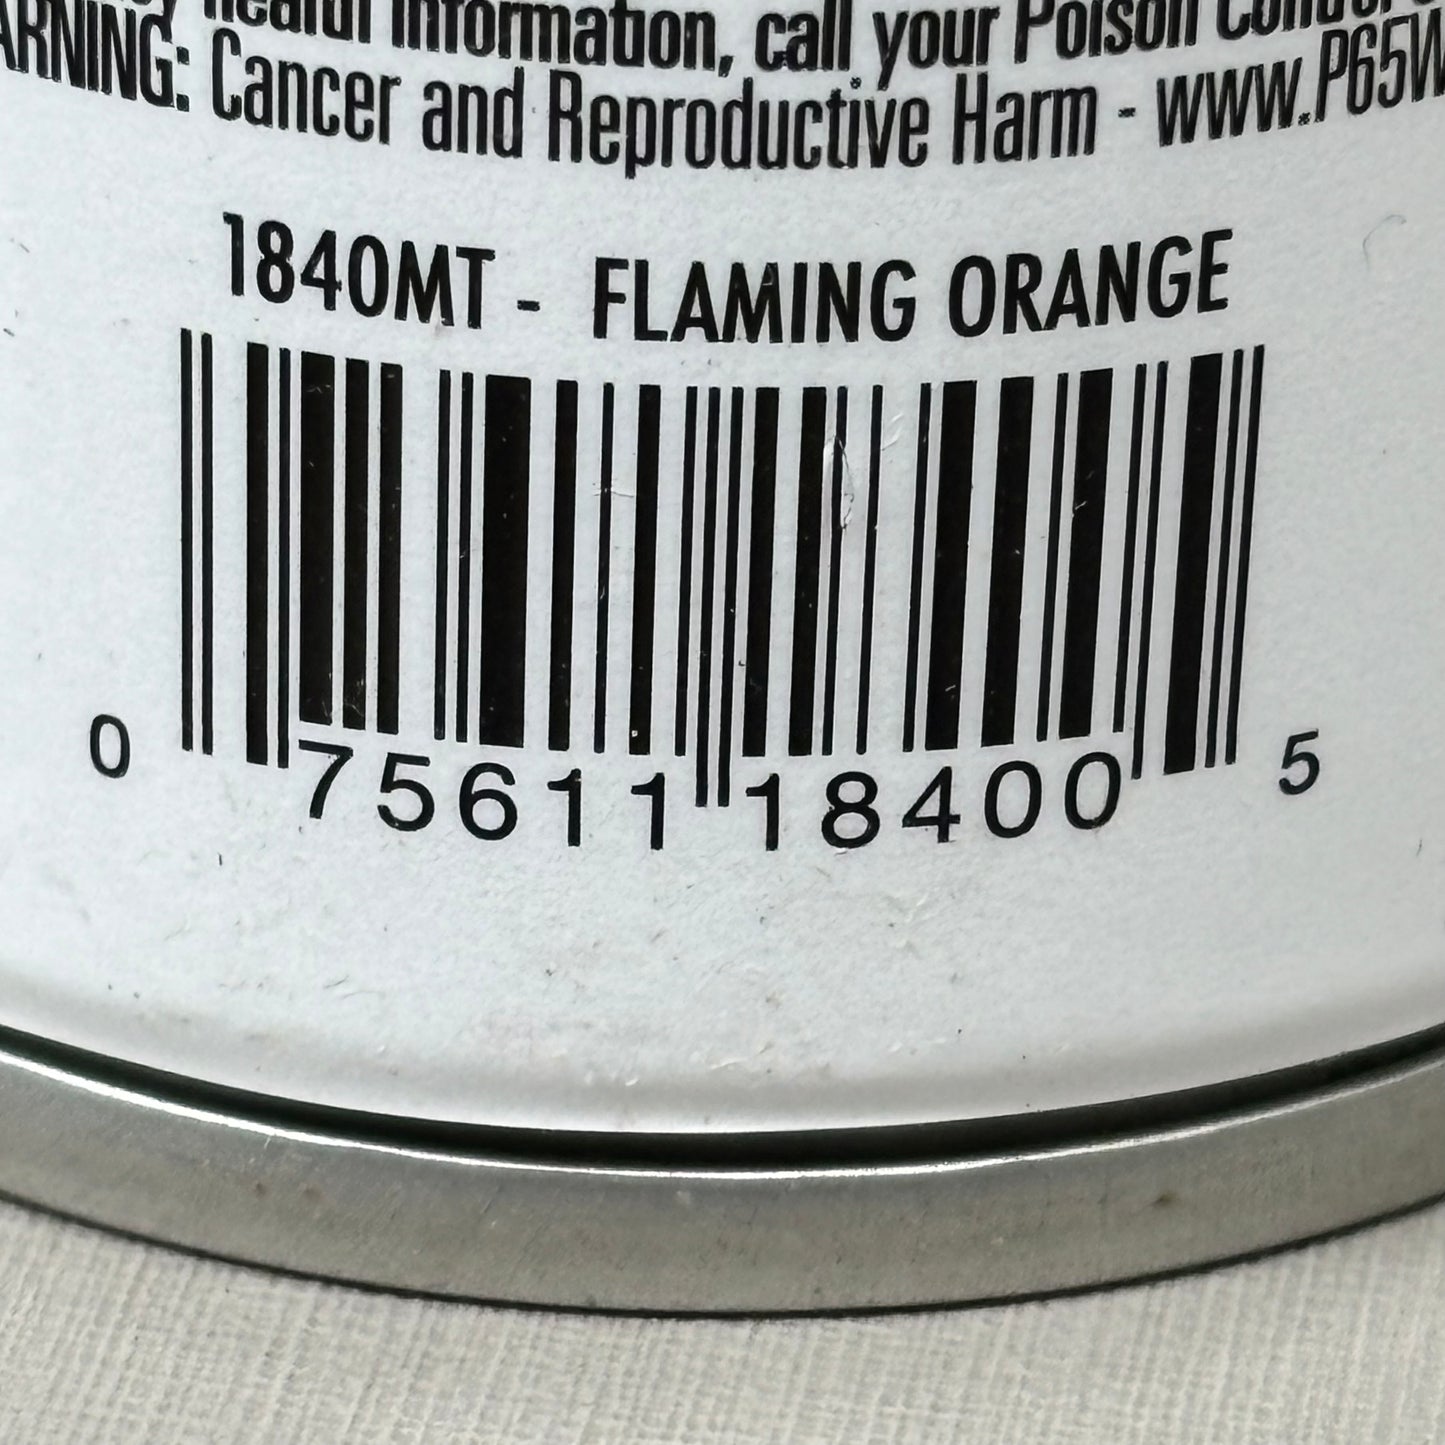 health information, call your Poison
WARNING: Cancer and Reproductive Harm - www.P65W
1840MT - FLAMING ORANGE
0 75611 18400 5